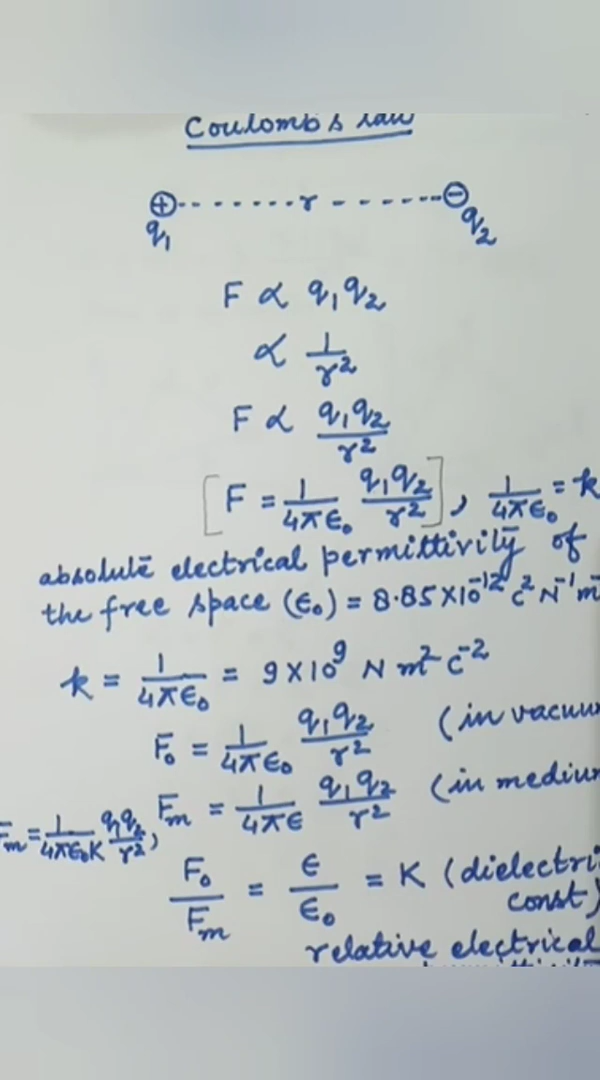 Coulomb's law
⊕ - - - - - - - r - - - - - - - ⊖
q₁ q₂
F ∝ q₁q₂
∝ 1/r²
F ∝ q₁q₂/r²
[F = 1/4πϵ₀ q₁q₂/r²], 1/4πϵ₀ = k
absolute electrical permittivity of
the free space (ϵ₀) = 8.85×10⁻¹² c² N⁻¹ m⁻
k = 1/4πϵ₀ = 9×10⁹ N m² c⁻²
F₀ = 1/4πϵ₀ q₁q₂/r² (in vacuu
Fm = 1/4πϵ q₁q₂/r² (in medium
Fm = 1/4πϵ₀K q₁q₂/r²,
F₀/Fm = ϵ/ϵ₀ = K (dielectri
const)
relative electrical